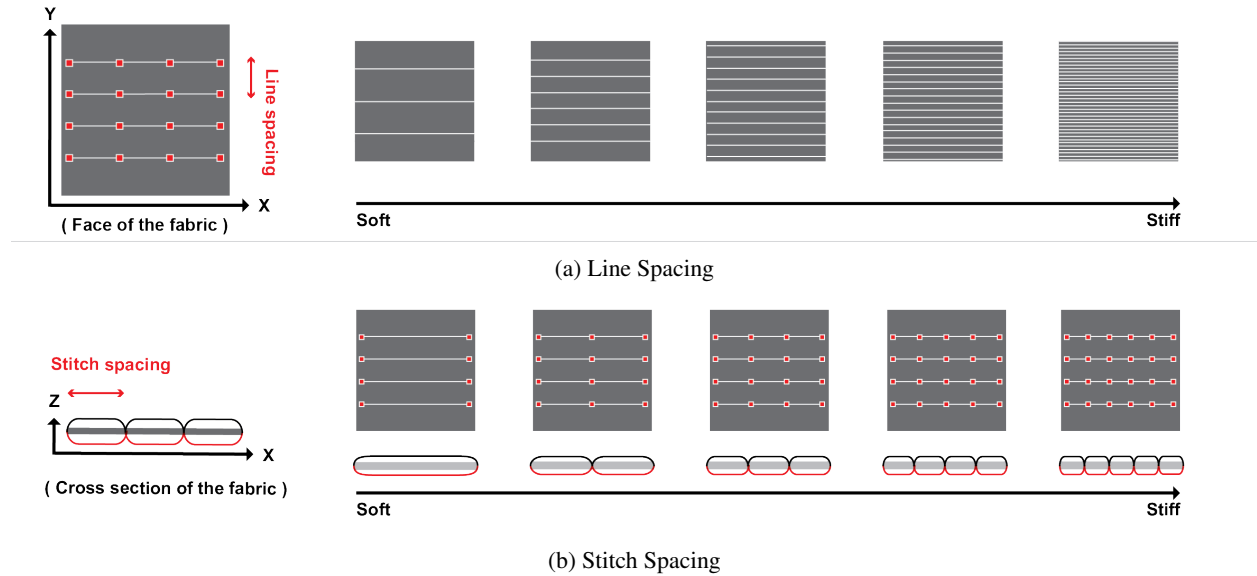 Y
Line spacing
X
( Face of the fabric )
Soft
Stiff
(a) Line Spacing
Stitch spacing
Z
X
( Cross section of the fabric )
Soft
Stiff
(b) Stitch Spacing